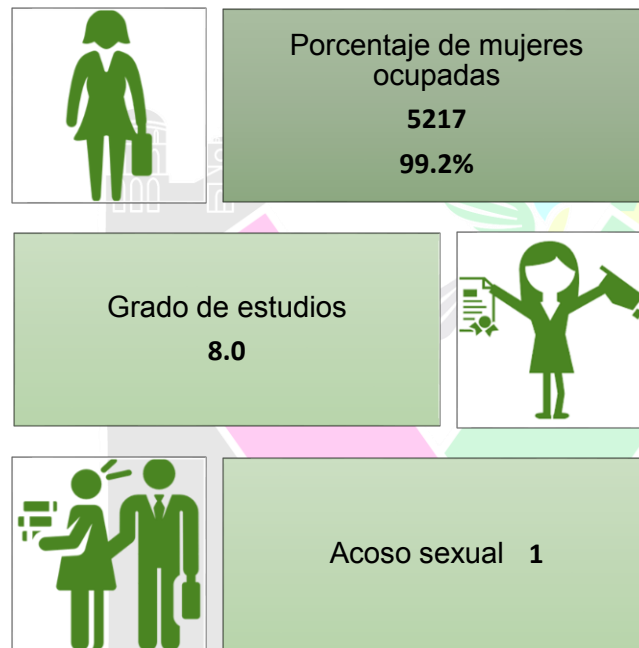 Porcentaje de mujeres
ocupadas
5217
99.2%
Grado de estudios
8.0
Acoso sexual 1